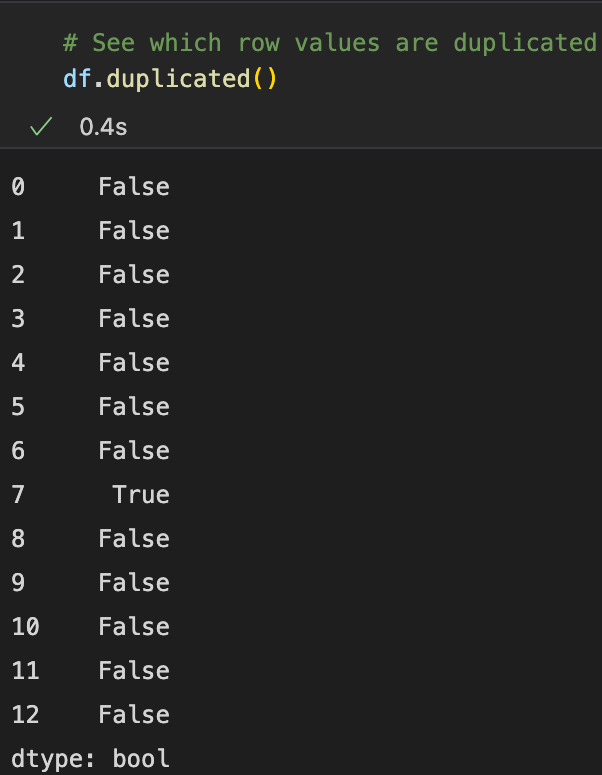 # See which row values are duplicated
df.duplicated()
0.4s
0     False
1     False
2     False
3     False
4     False
5     False
6     False
7      True
8     False
9     False
10    False
11    False
12    False
dtype: bool